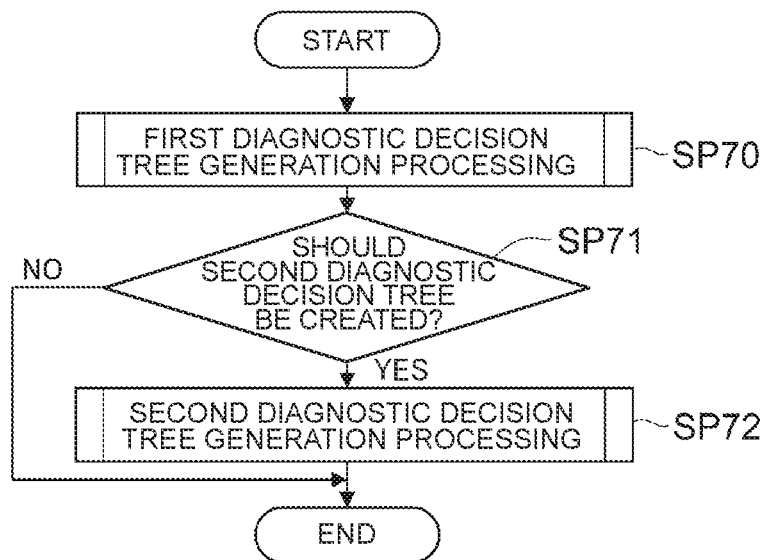 START
FIRST DIAGNOSTIC DECISION
TREE GENERATION PROCESSING
SP70
SHOULD
SECOND DIAGNOSTIC
DECISION TREE
BE CREATED?
SP71
NO
YES
SECOND DIAGNOSTIC DECISION
TREE GENERATION PROCESSING
SP72
END